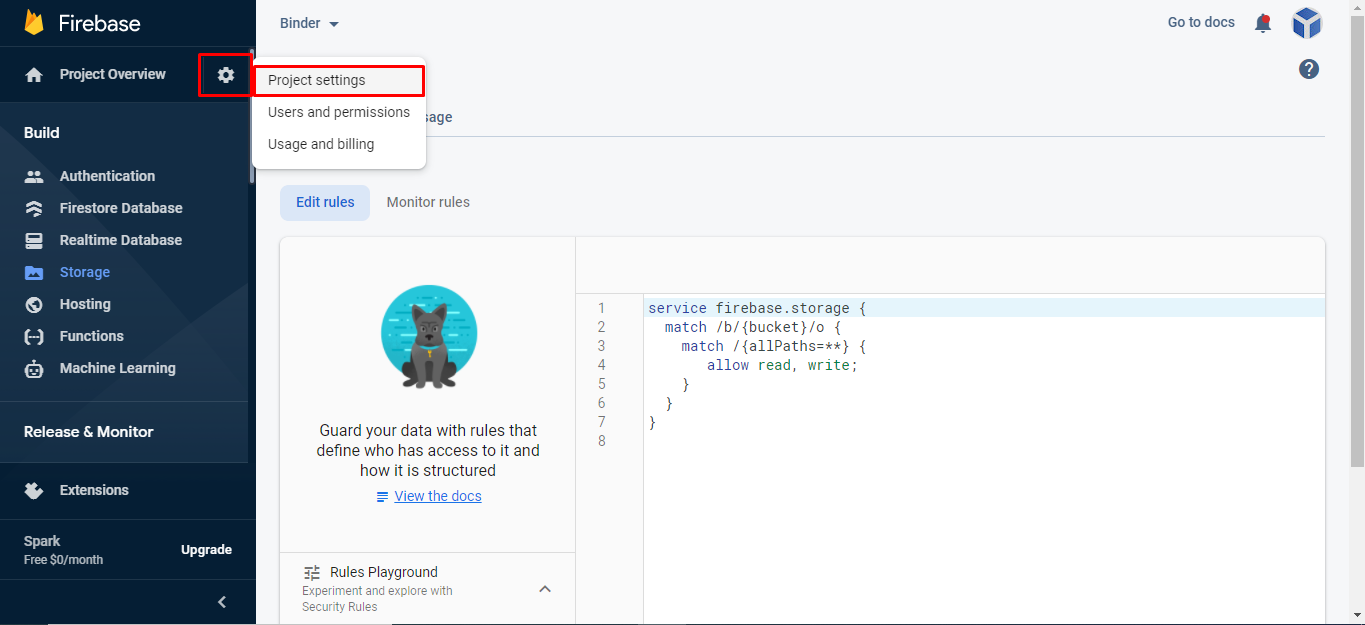 Firebase
Project Overview
Build
Authentication
Firestore Database
Realtime Database
Storage
Hosting
Functions
Machine Learning
Release & Monitor
Extensions
Spark
Free $0/month
Upgrade
Binder
Go to docs
?
Project settings
Users and permissions
Usage and billing
sage
Edit rules
Monitor rules
Guard your data with rules that
define who has access to it and
how it is structured
View the docs
Rules Playground
Experiment and explore with
Security Rules
1 service firebase.storage {
2 match /b/{bucket}/o {
3 match /{allPaths=**} {
4 allow read, write;
5 }
6 }
7 }
8